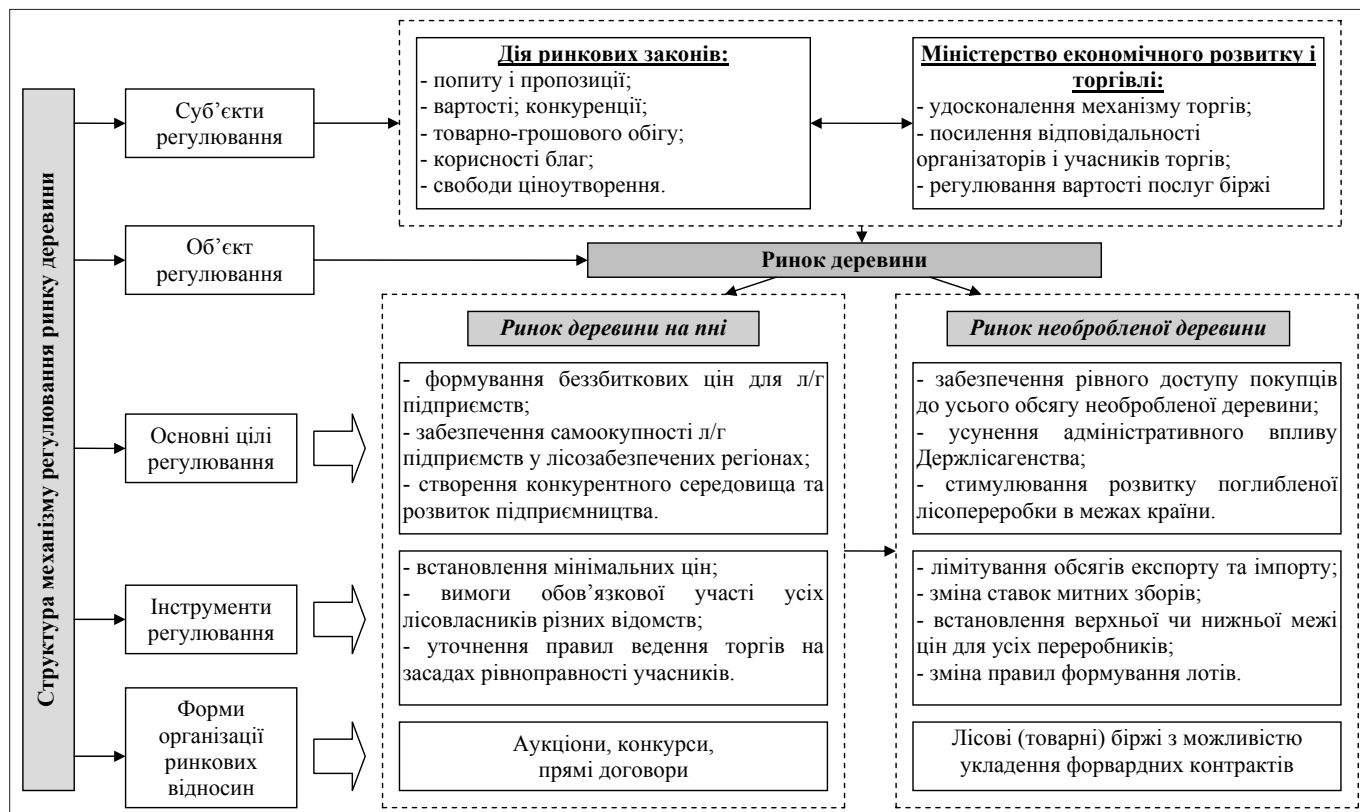 Структура механізму регулювання ринку деревини
Суб’єкти
регулювання
Дія ринкових законів:
- попиту і пропозиції;
- вартості; конкуренції;
- товарно-грошового обігу;
- корисності благ;
- свободи ціноутворення.
Міністерство економічного розвитку і
торгівлі:
- удосконалення механізму торгів;
- посилення відповідальності
організаторів і учасників торгів;
- регулювання вартості послуг біржі
Об’єкт
регулювання
Ринок деревини
Ринок деревини на пні
Ринок необробленої деревини
Основні цілі
регулювання
- формування беззбиткових цін для л/г
підприємств;
- забезпечення самоокупності л/г
підприємств у лісозабезпечених регіонах;
- створення конкурентного середовища та
розвиток підприємництва.
- забезпечення рівного доступу покупців
до усього обсягу необробленої деревини;
- усунення адміністративного впливу
Держлісагенства;
- стимулювання розвитку поглибленої
лісопереробки в межах країни.
Інструменти
регулювання
- встановлення мінімальних цін;
- вимоги обов’язкової участі усіх
лісовласників різних відомств;
- уточнення правил ведення торгів на
засадах рівноправності учасників.
- лімітування обсягів експорту та імпорту;
- зміна ставок митних зборів;
- встановлення верхньої чи нижньої межі
цін для усіх переробників;
- зміна правил формування лотів.
Форми
організації
ринкових
відносин
Аукціони, конкурси,
прямі договори
Лісові (товарні) біржі з можливістю
укладення форвардних контрактів